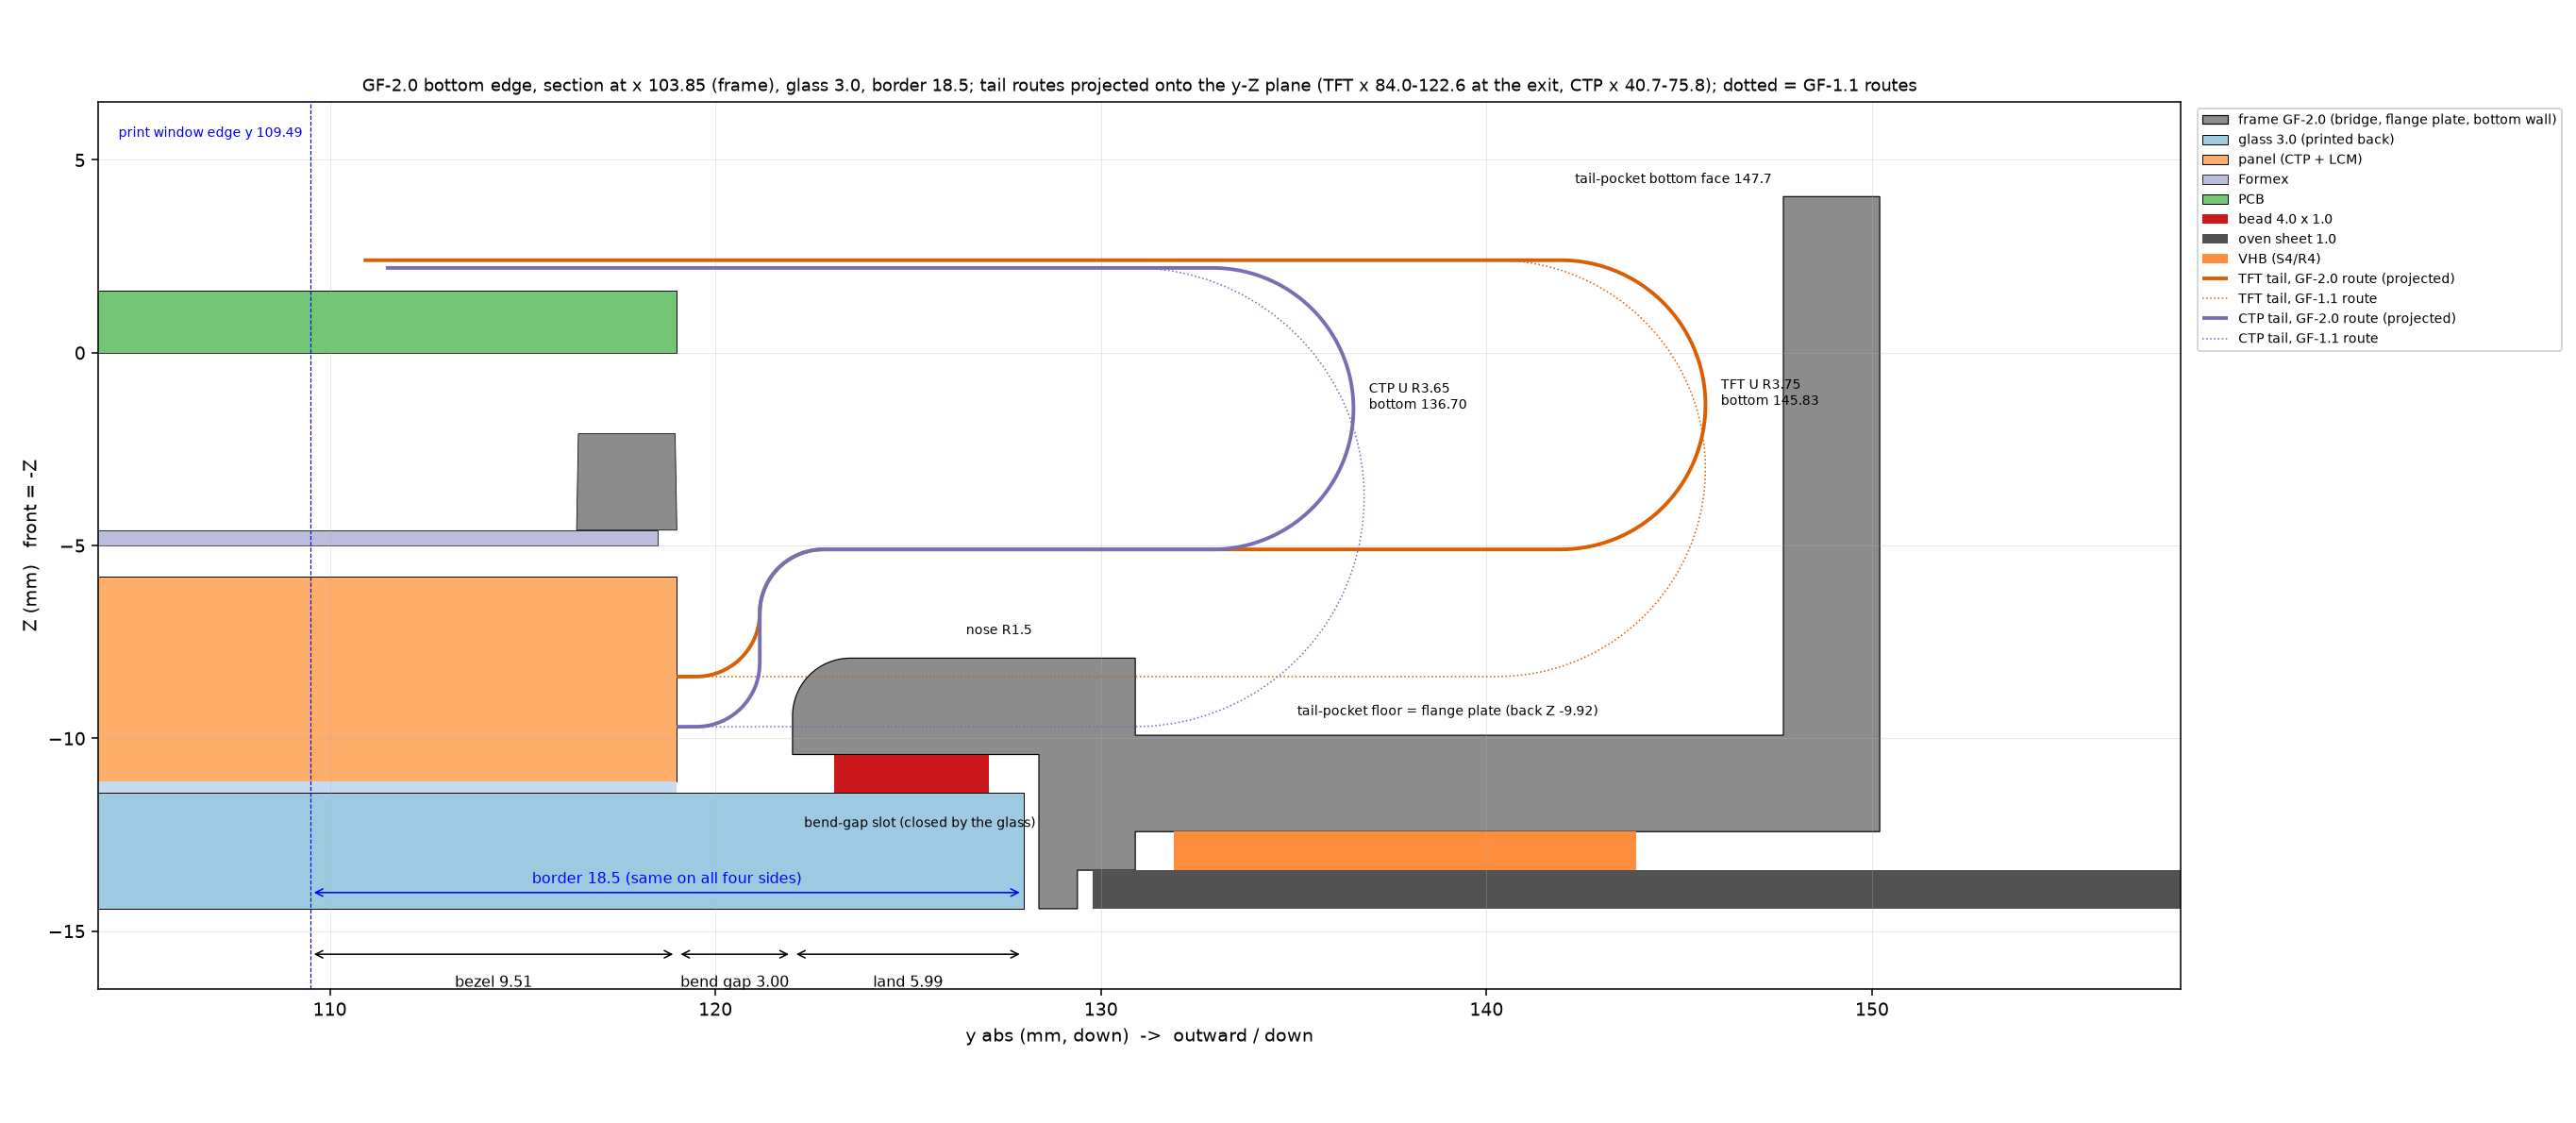 GF-2.0 bottom edge, section at x 103.85 (frame), glass 3.0, border 18.5; tail routes projected onto the y-Z plane (TFT x 84.0-122.6 at the exit, CTP x 40.7-75.8); dotted = GF-1.1 routes
print window edge y 109.49
tail-pocket bottom face 147.7
CTP U R3.65
bottom 136.70
TFT U R3.75
bottom 145.83
nose R1.5
tail-pocket floor = flange plate (back Z -9.92)
bend-gap slot (closed by the glass)
border 18.5 (same on all four sides)
bezel 9.51
bend gap 3.00
land 5.99
5
0
−5
−10
−15
Z (mm) front = -Z
110
120
130
140
150
y abs (mm, down) -> outward / down
frame GF-2.0 (bridge, flange plate, bottom wall)
glass 3.0 (printed back)
panel (CTP + LCM)
Formex
PCB
bead 4.0 x 1.0
oven sheet 1.0
VHB (S4/R4)
TFT tail, GF-2.0 route (projected)
TFT tail, GF-1.1 route
CTP tail, GF-2.0 route (projected)
CTP tail, GF-1.1 route